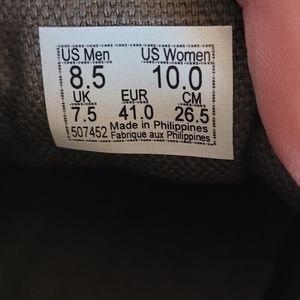 US Men US Women
8.5 10.0
UK EUR CM
7.5 41.0 26.5
507452 Made in Philippines
Fabrique aux Philippines